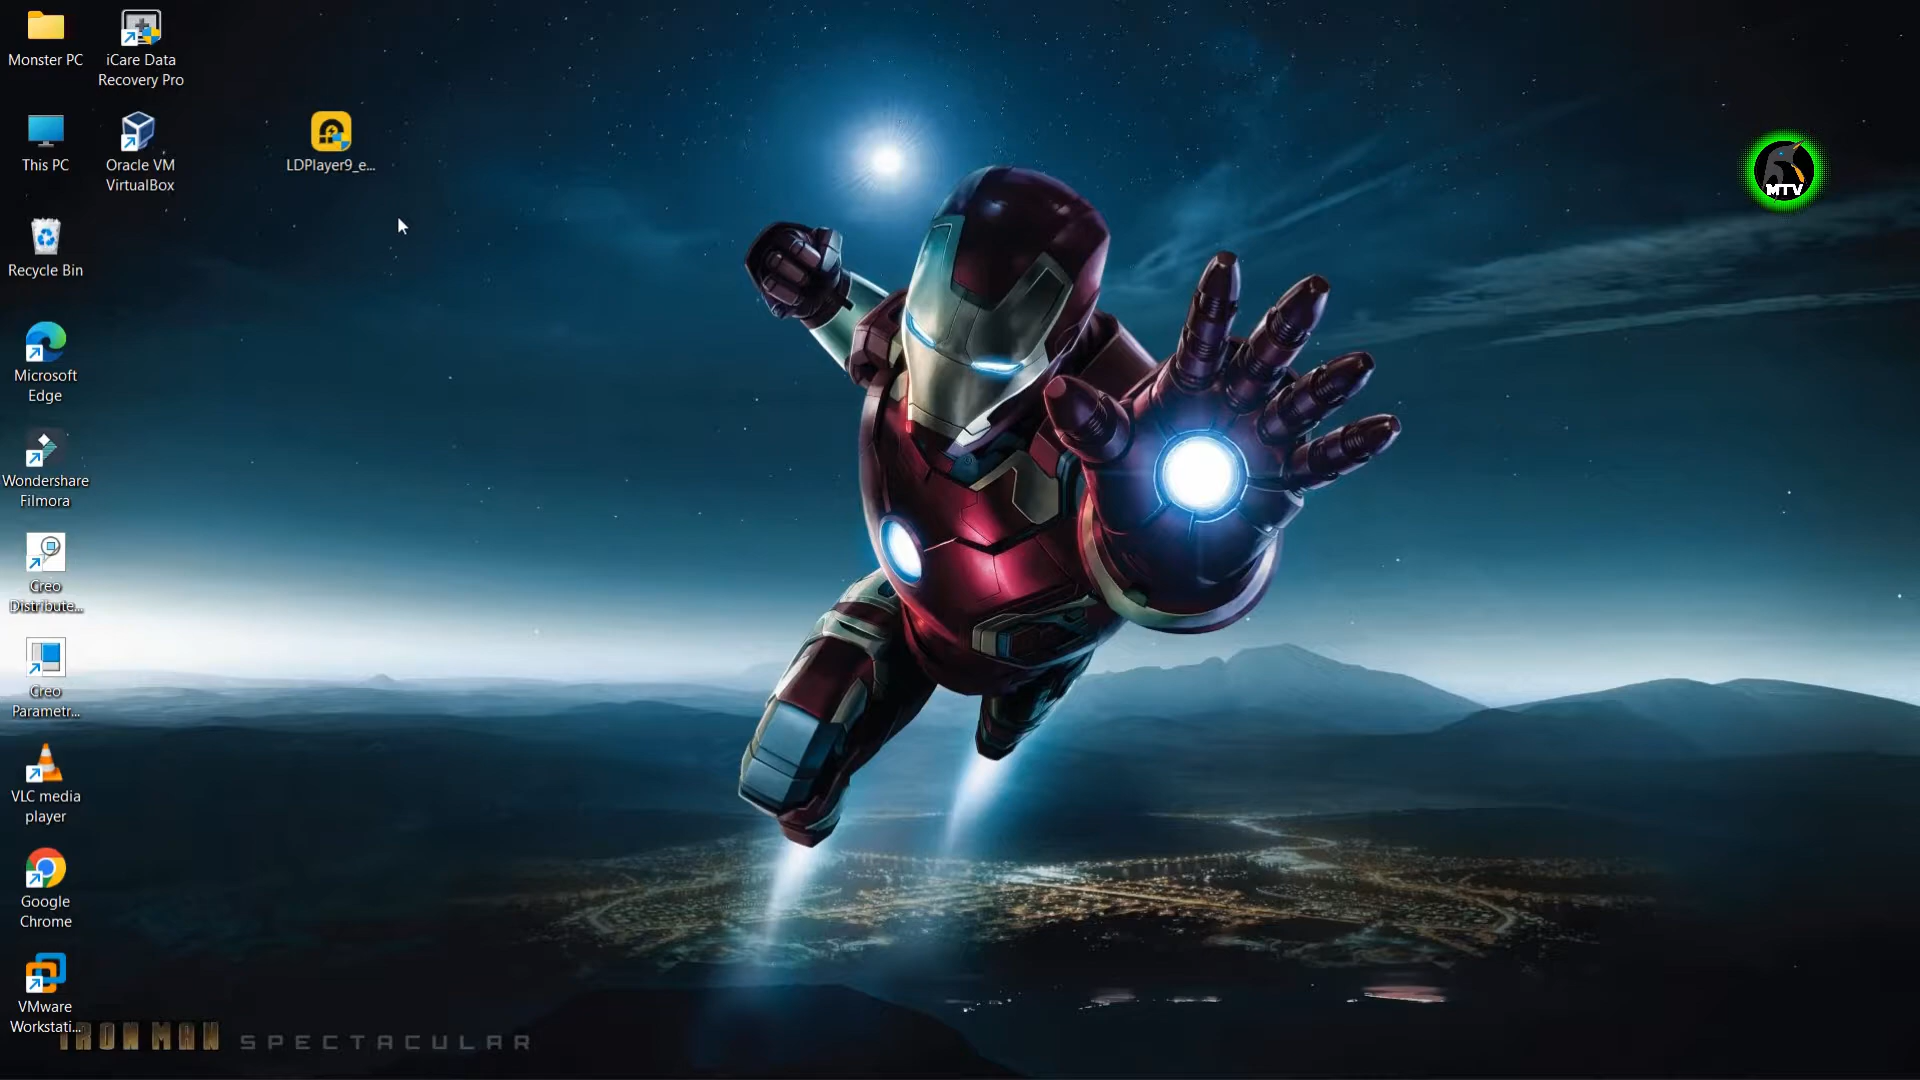 Monster PC
iCare Data
Recovery Pro
This PC
Oracle VM
VirtualBox
LDPlayer9_e...
Recycle Bin
Microsoft
Edge
Wondershare
Filmora
Creo
Distribute...
Creo
Parametr...
VLC media
player
Google
Chrome
VMware
Workstati...
MTV
IRON MAN SPECTACULAR